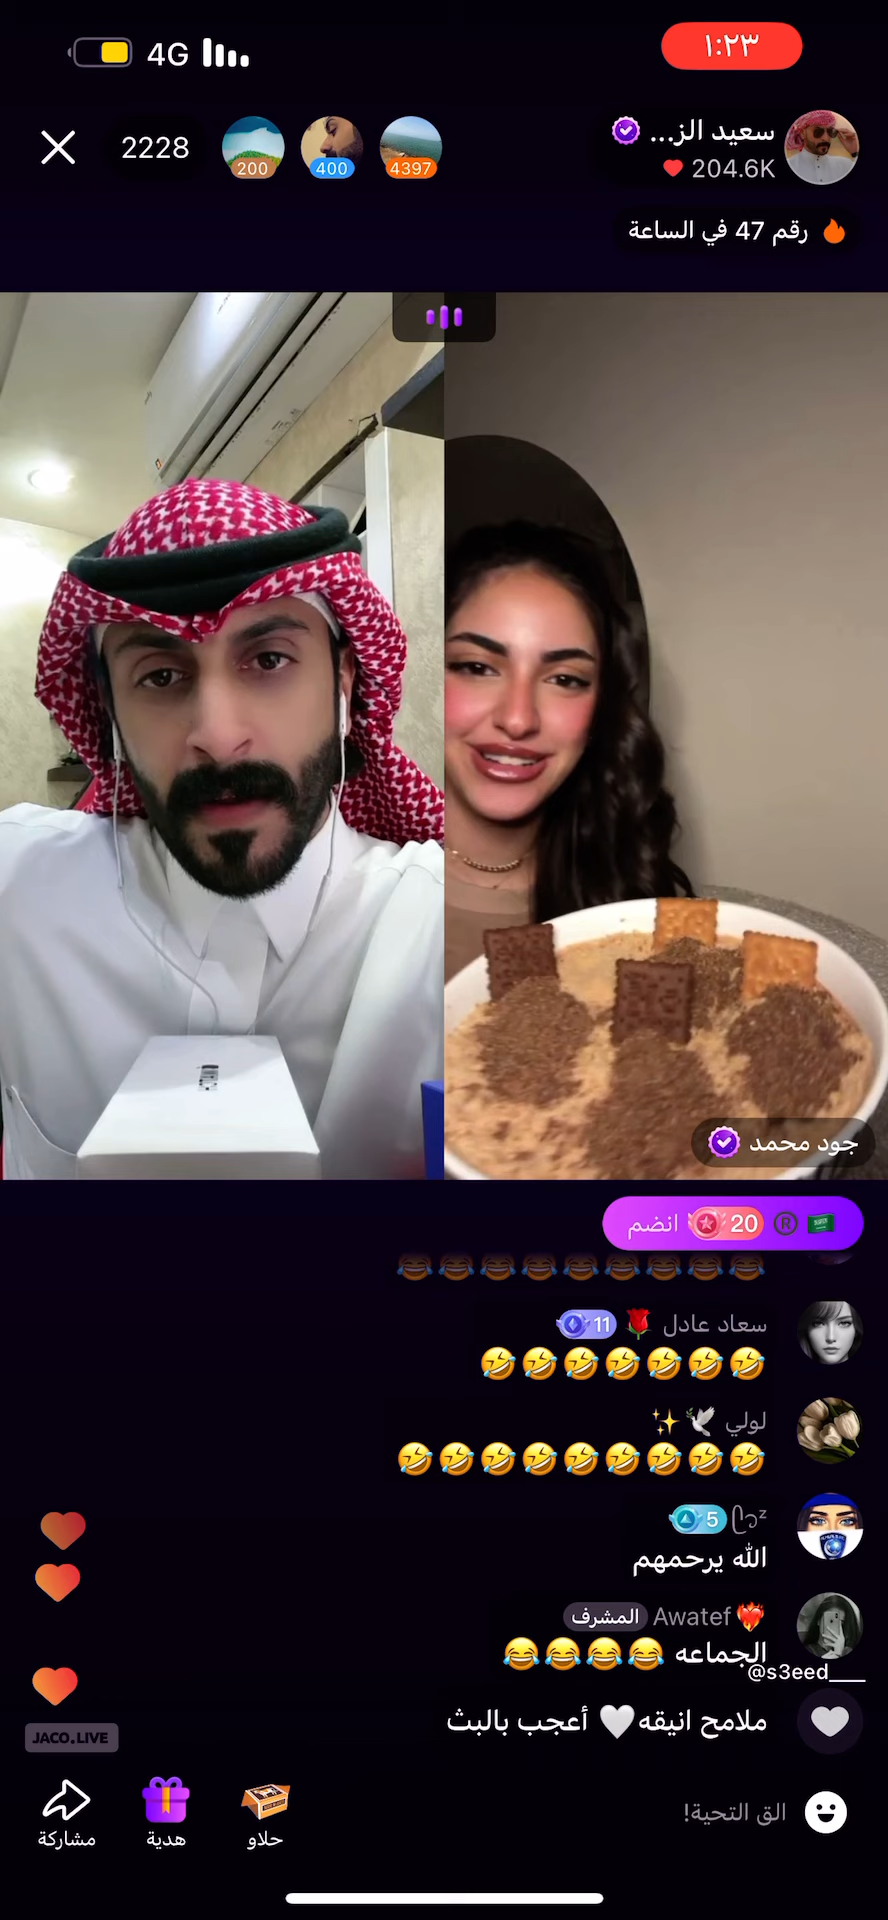 4G
١:٢٣
سعيد الز...
204.6K
4397
400
200
2228
رقم 47 في الساعة
جود محمد
® 20 انضم
سعاد عادل 11
🤣🤣🤣🤣🤣🤣🤣
لولي
🤣🤣🤣🤣🤣🤣🤣🤣🤣
5
الله يرحمهم
Awatef المشرف
الجماعه 😂😂😂😂
@s3eed___
ملامح انيقه🤍 أعجب بالبث
JACO.LIVE
الق التحية!
حلاو
هدية
مشاركة